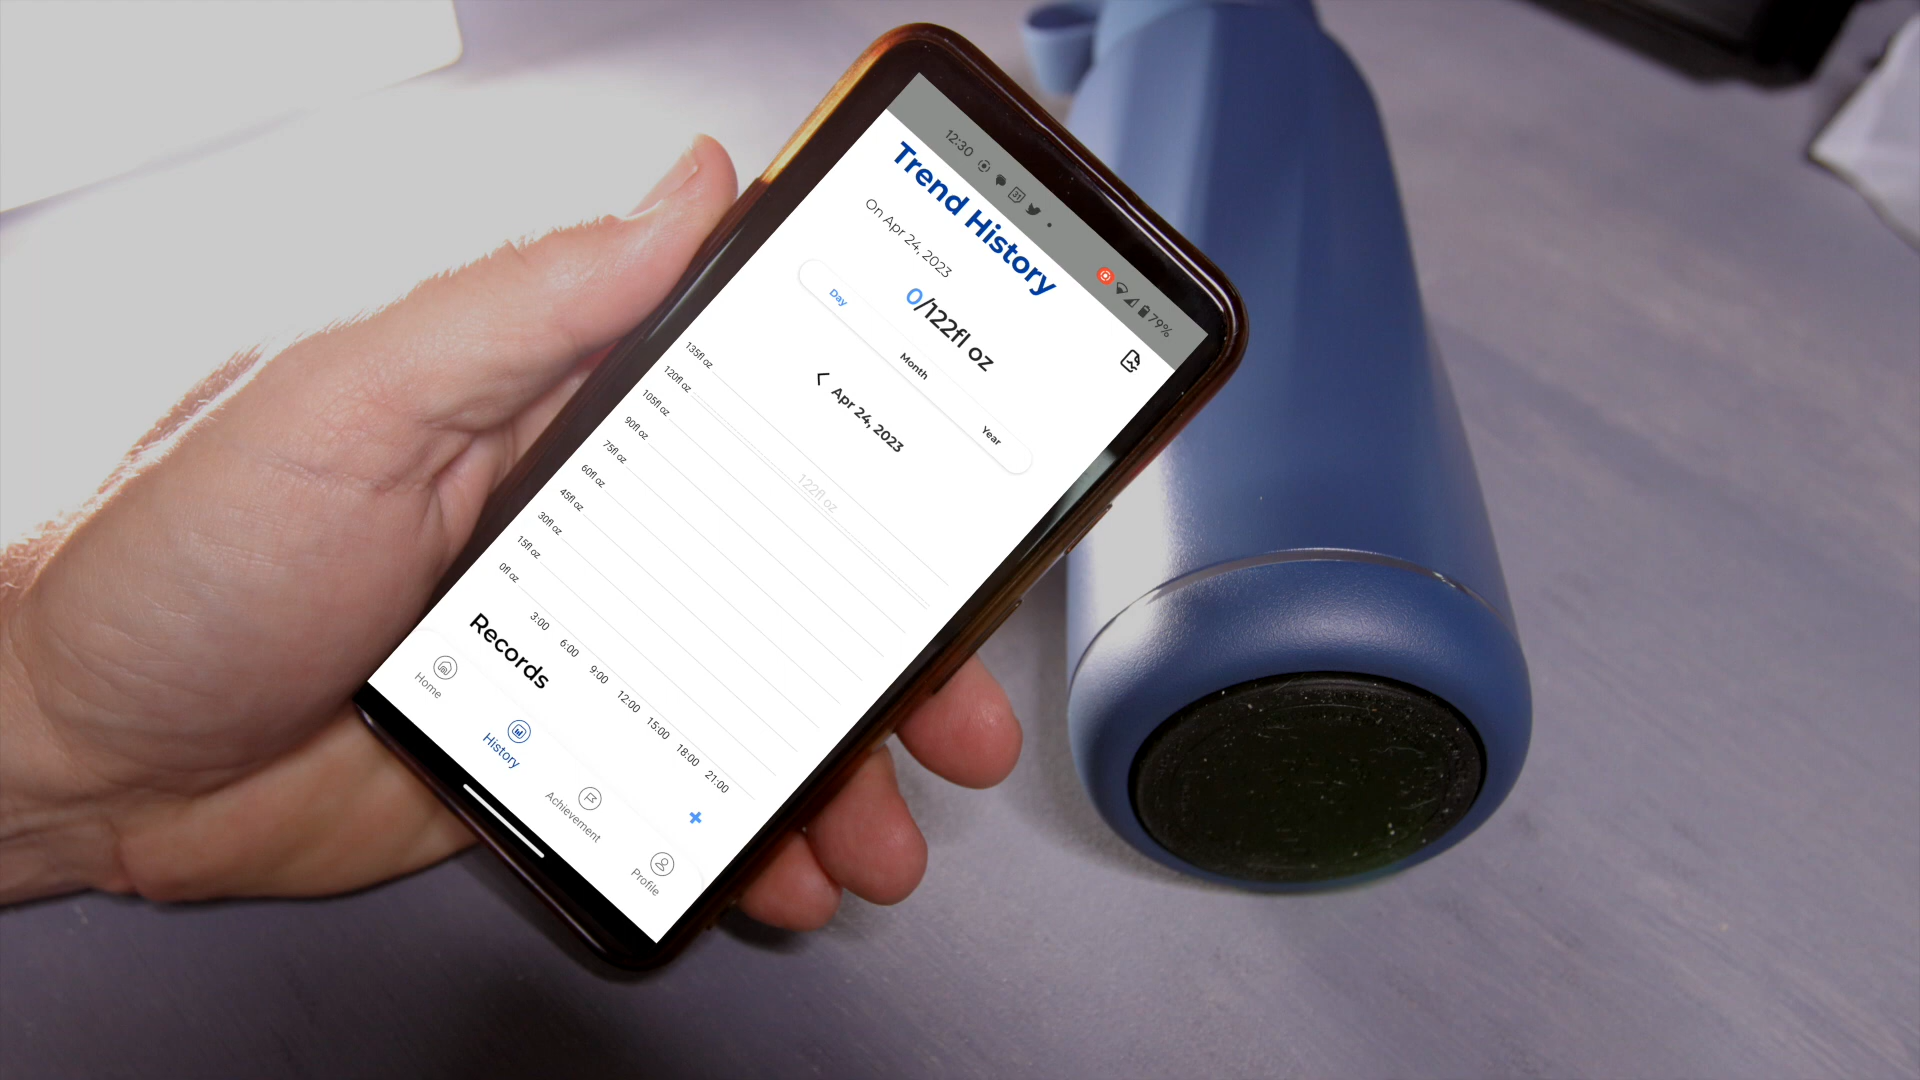 12:30
31
79%
Trend History
On Apr 24, 2023
0/122fl oz
Day Month Year
Apr 24, 2023
135fl oz
120fl oz
122fl oz
105fl oz
90fl oz
75fl oz
60fl oz
45fl oz
30fl oz
15fl oz
0fl oz
3:00 6:00 9:00 12:00 15:00 18:00 21:00
Records
Home History Achievement Profile